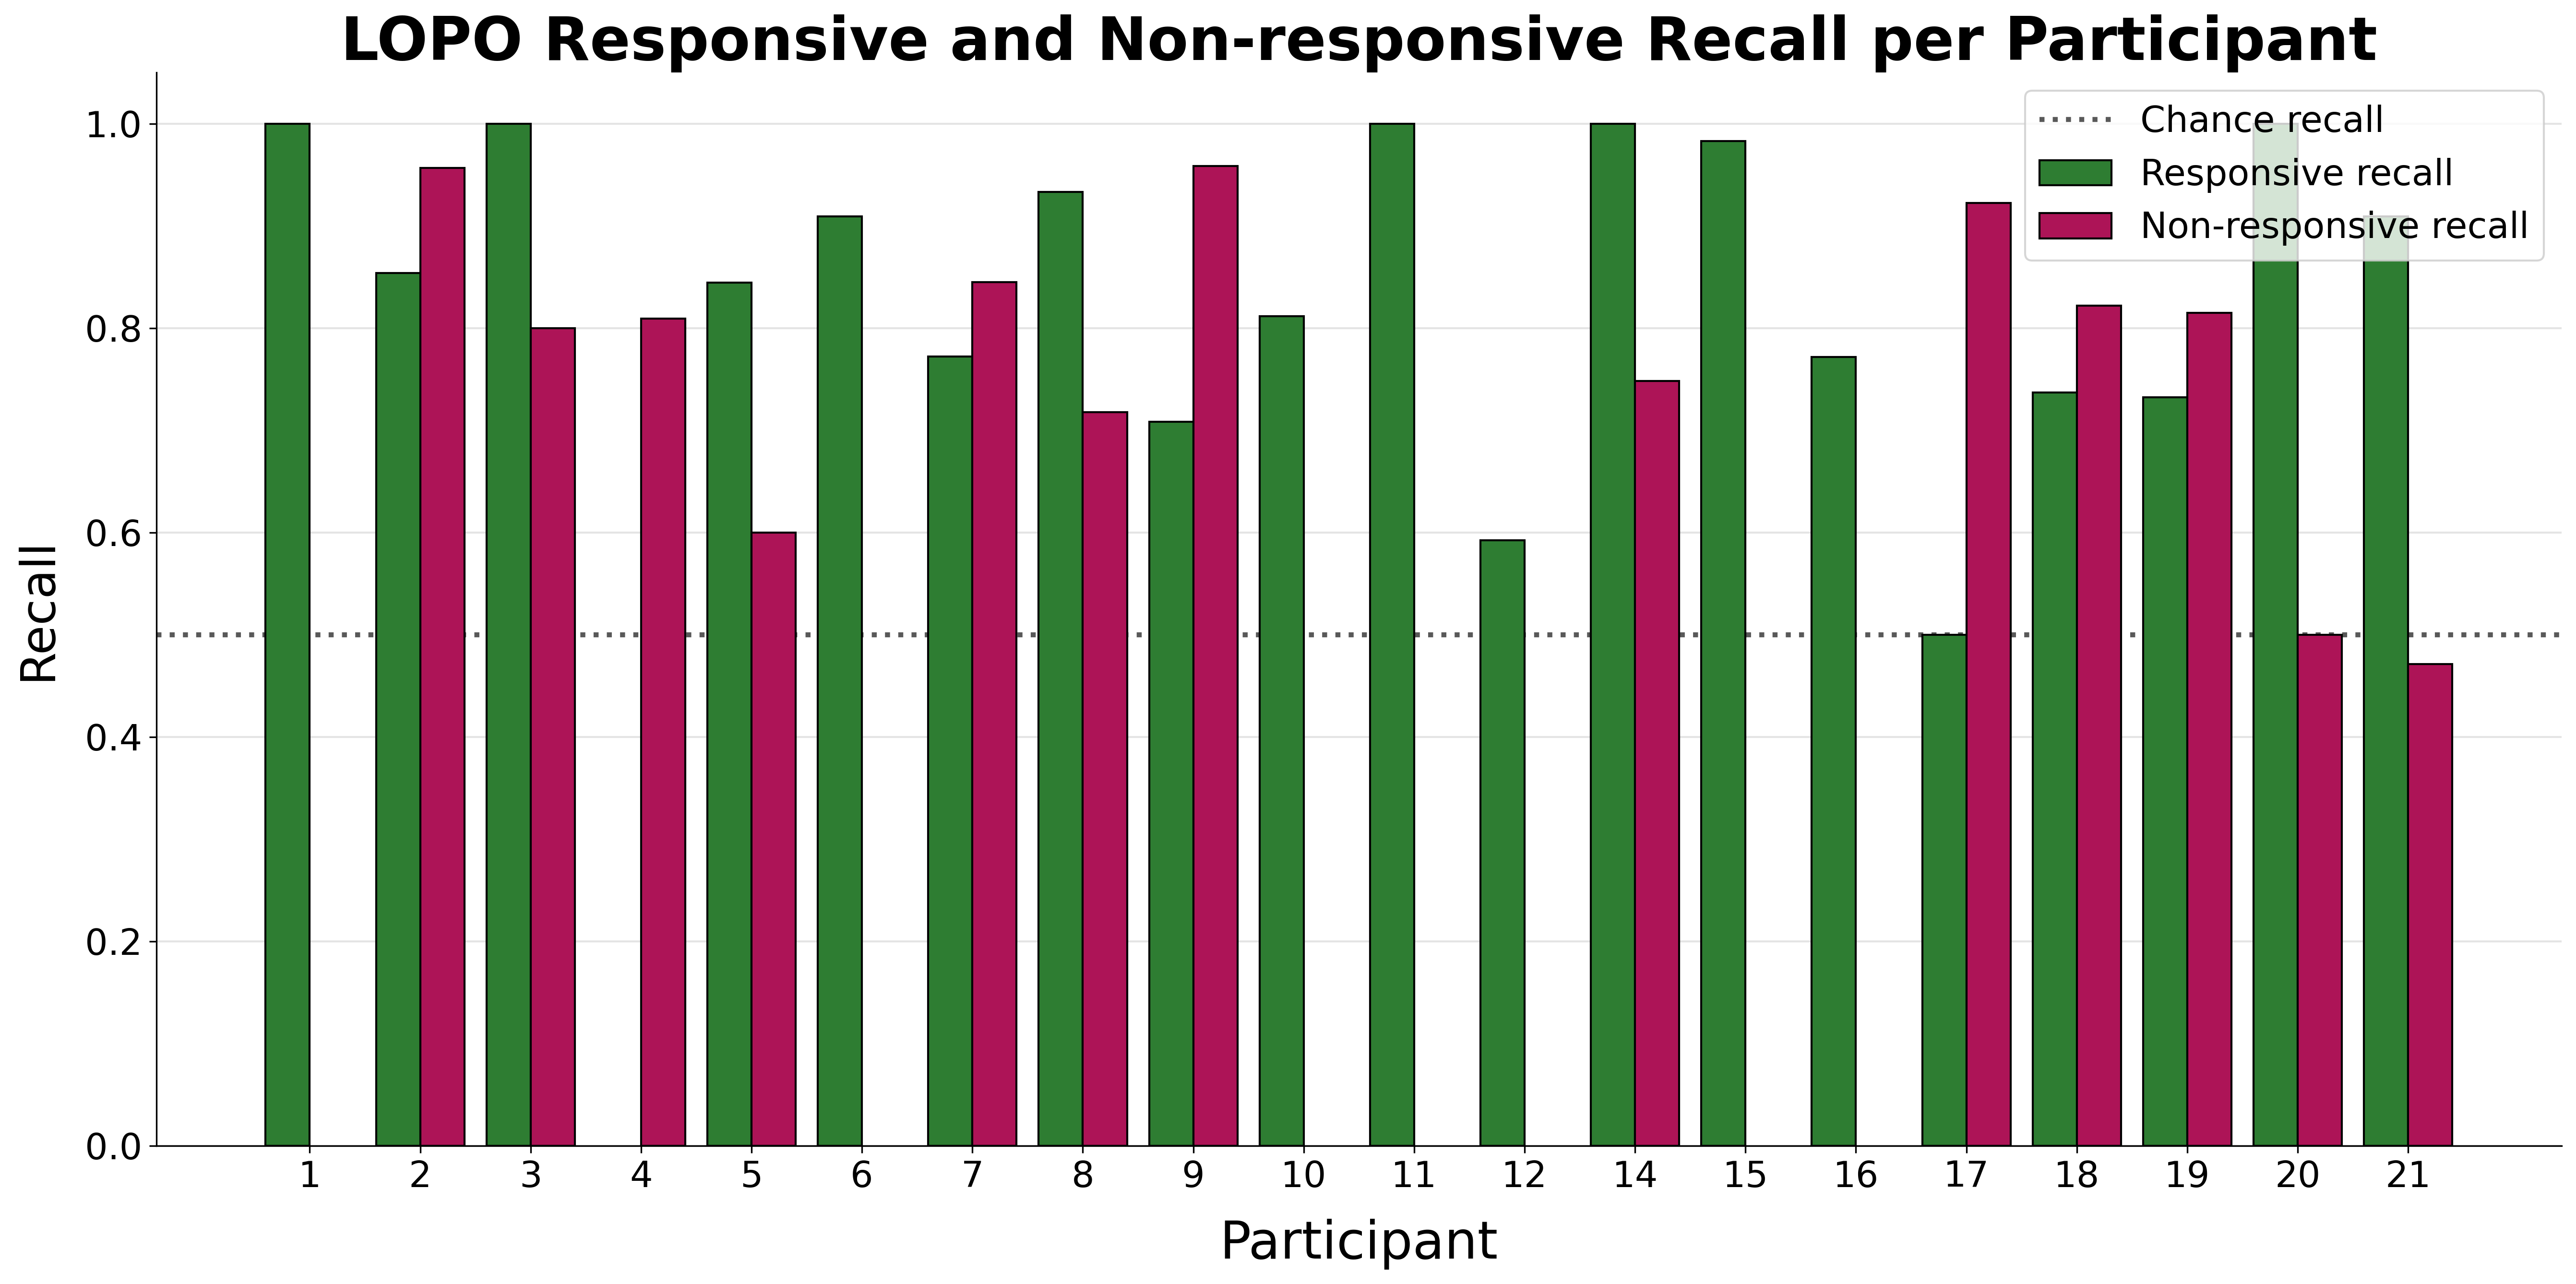 LOPO Responsive and Non-responsive Recall per Participant
Chance recall
Responsive recall
Non-responsive recall
Recall
1.0
0.8
0.6
0.4
0.2
0.0
1 2 3 4 5 6 7 8 9 10 11 12 14 15 16 17 18 19 20 21
Participant